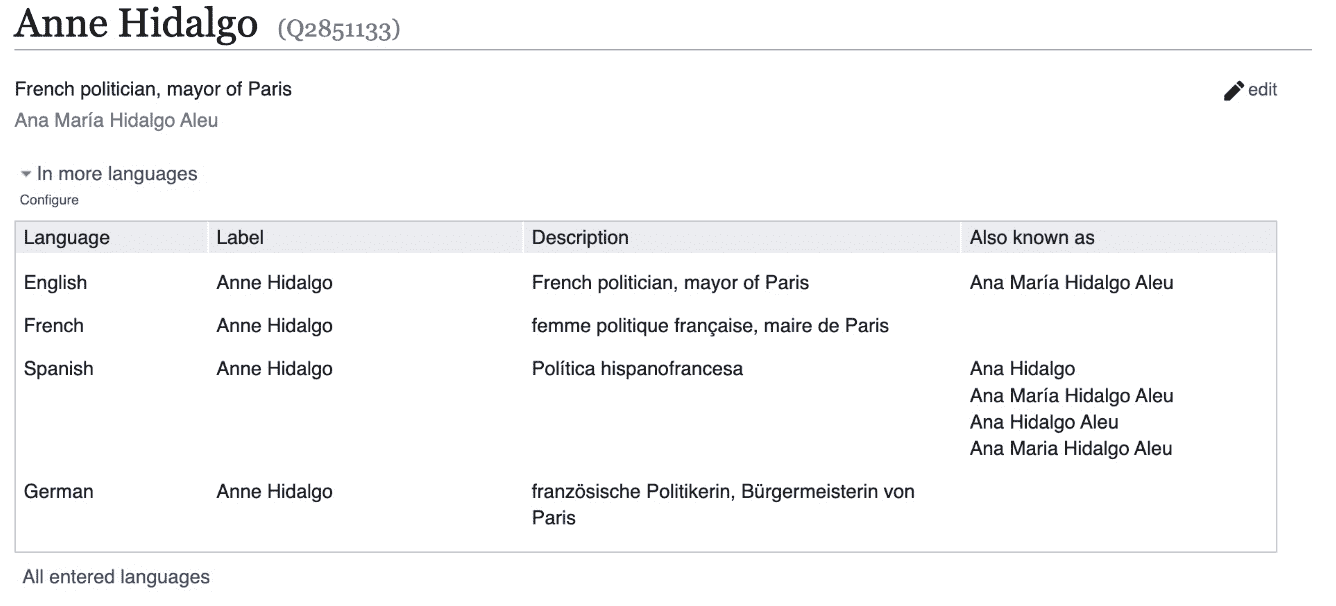 Anne Hidalgo (Q2851133)
French politician, mayor of Paris
edit
Ana María Hidalgo Aleu
In more languages
Configure
Language Label Description Also known as
English Anne Hidalgo French politician, mayor of Paris Ana María Hidalgo Aleu
French Anne Hidalgo femme politique française, maire de Paris
Spanish Anne Hidalgo Política hispanofrancesa Ana Hidalgo
Ana María Hidalgo Aleu
Ana Hidalgo Aleu
Ana Maria Hidalgo Aleu
German Anne Hidalgo französische Politikerin, Bürgermeisterin von
Paris
All entered languages